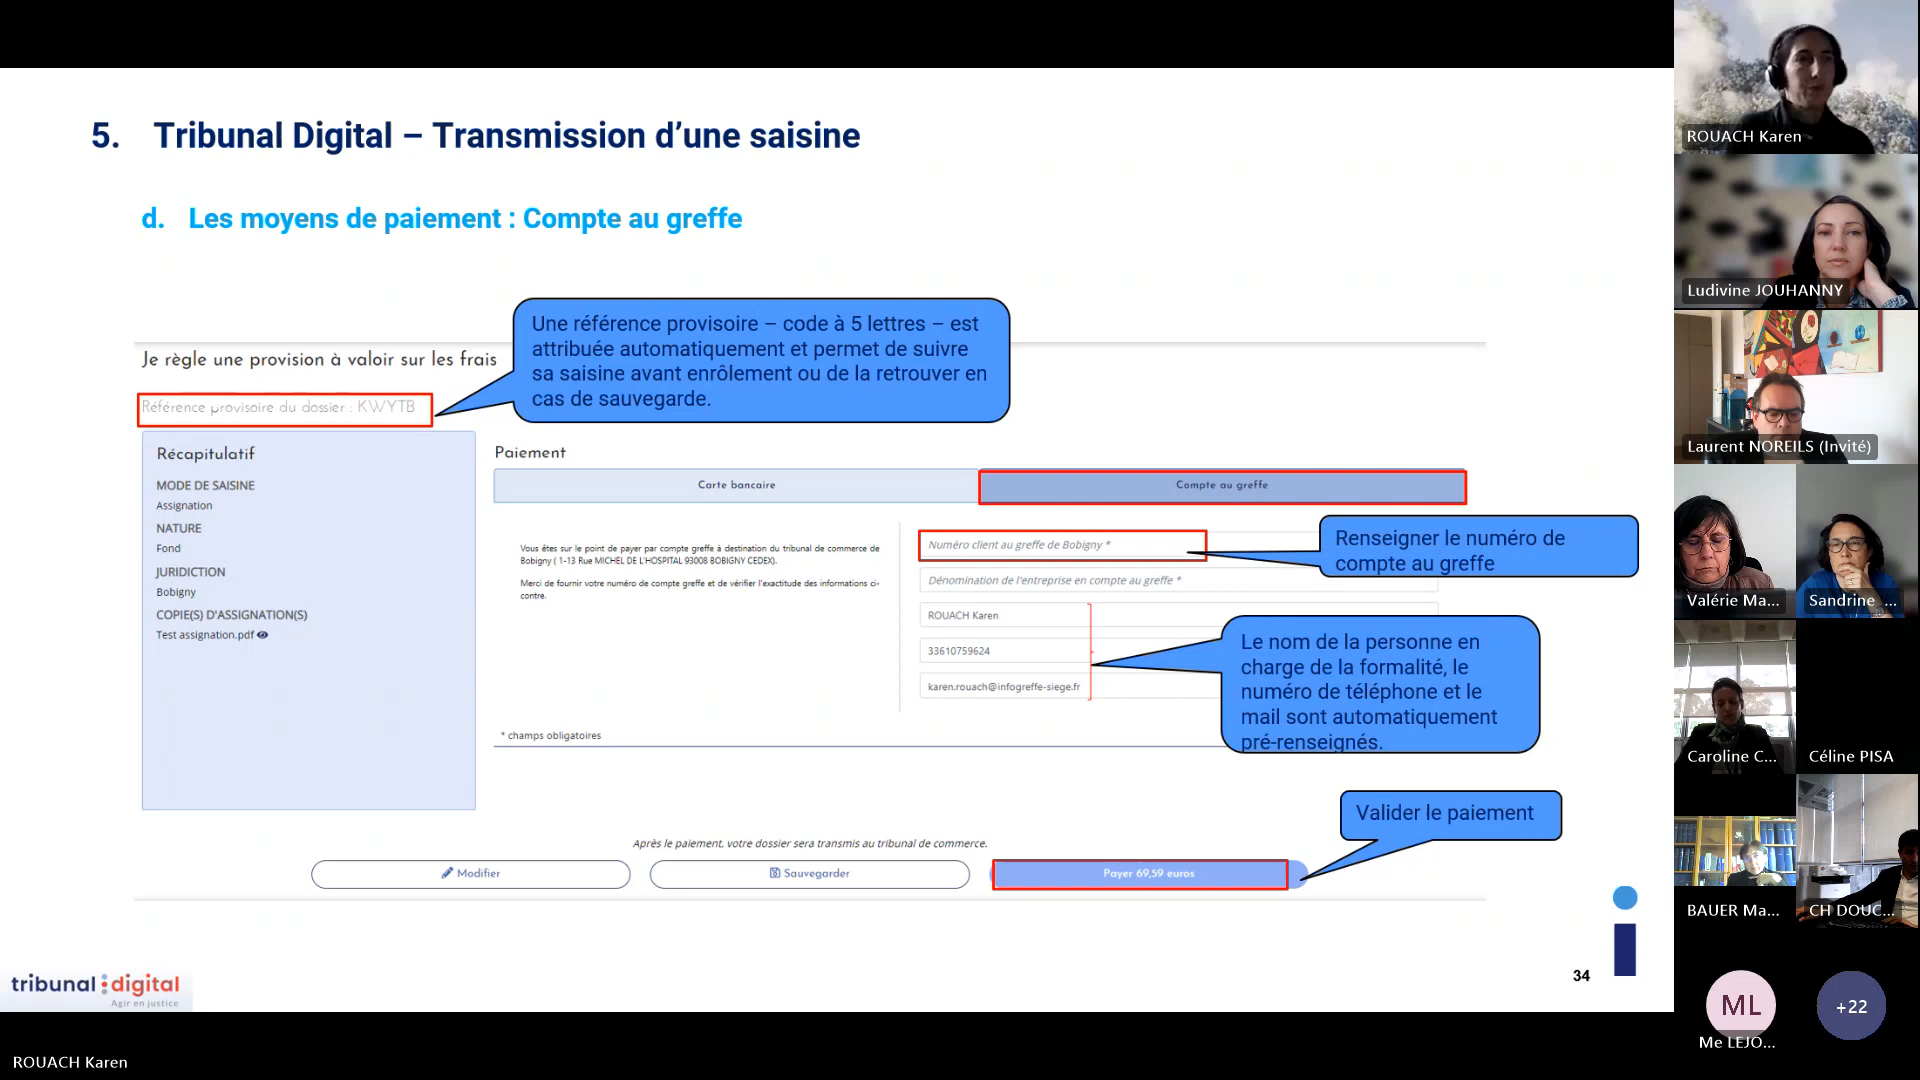 5. Tribunal Digital – Transmission d’une saisine
d. Les moyens de paiement : Compte au greffe
Une référence provisoire – code à 5 lettres – est
attribuée automatiquement et permet de suivre
sa saisine avant enrôlement ou de la retrouver en
cas de sauvegarde.
Je règle une provision à valoir sur les frais
Référence provisoire du dossier : KWYTB
Récapitulatif
MODE DE SAISINE
Assignation
NATURE
Fond
JURIDICTION
Bobigny
COPIE(S) D'ASSIGNATION(S)
Test assignation.pdf
Paiement
Carte bancaire
Compte au greffe
Vous êtes sur le point de payer par compte greffe à destination du tribunal de commerce de
Bobigny ( 1-13 Rue MICHEL DE L'HOSPITAL 93008 BOBIGNY CEDEX).
Merci de fournir votre numéro de compte greffe et de vérifier l'exactitude des informations ci-
contre.
Numéro client au greffe de Bobigny *
Dénomination de l'entreprise en compte au greffe *
ROUACH Karen
33610759624
karen.rouach@infogreffe-siege.fr
Renseigner le numéro de
compte au greffe
Le nom de la personne en
charge de la formalité, le
numéro de téléphone et le
mail sont automatiquement
pré-renseignés.
* champs obligatoires
Valider le paiement
Après le paiement, votre dossier sera transmis au tribunal de commerce.
Modifier
Sauvegarder
Payer 69,59 euros
34
tribunal:digital
Agir en justice
ROUACH Karen
ROUACH Karen
Ludivine JOUHANNY
Laurent NOREILS (Invité)
Valérie Ma...
Sandrine ...
Caroline C...
Céline PISA
BAUER Ma...
CH DOUC...
ML
+22
Me LEJO...